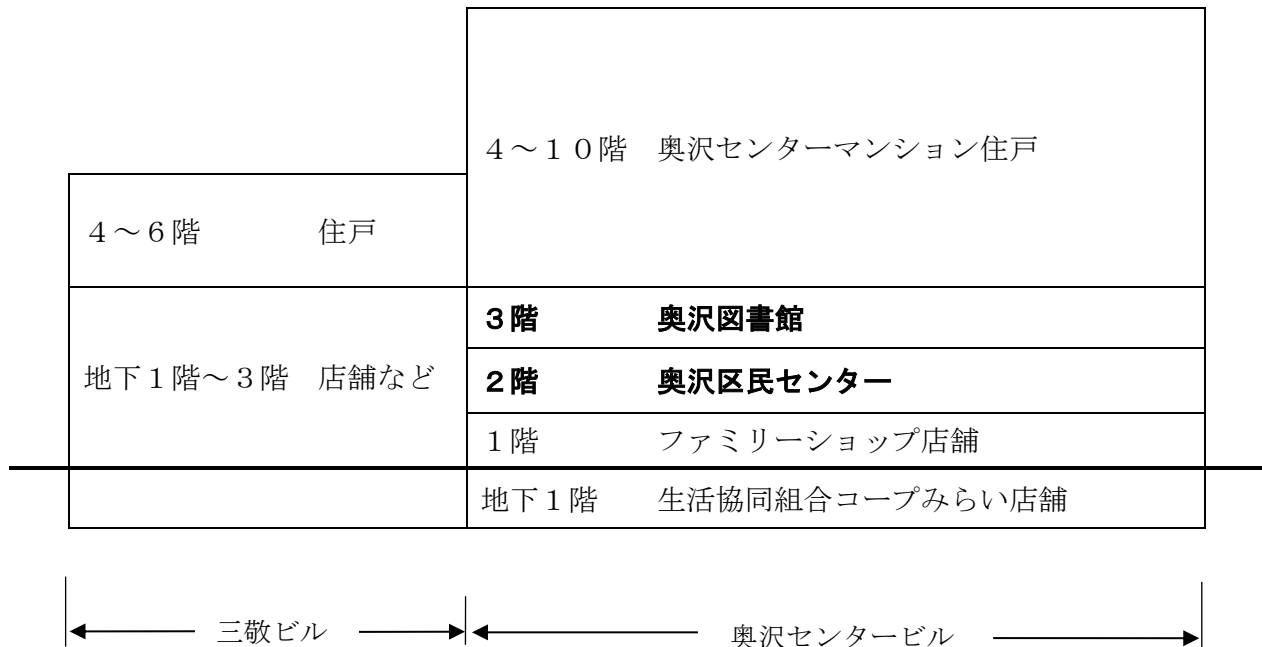 ４～１０階　奥沢センターマンション住戸
４～６階　住戸
３階　奥沢図書館
地下１階～３階　店舗など
２階　奥沢区民センター
１階　ファミリーショップ店舗
地下１階　生活協同組合コープみらい店舗
三敬ビル
奥沢センタービル